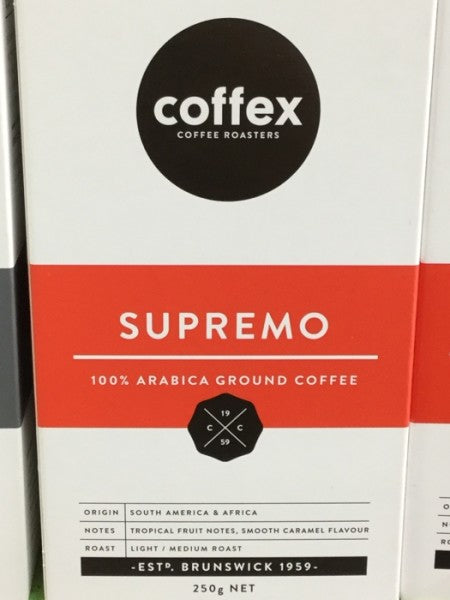 coffex
COFFEE ROASTERS
SUPREMO
100% ARABICA GROUND COFFEE
19
C C
59
ORIGIN SOUTH AMERICA & AFRICA
NOTES TROPICAL FRUIT NOTES, SMOOTH CARAMEL FLAVOUR
ROAST LIGHT / MEDIUM ROAST
-ESTᴰ. BRUNSWICK 1959-
250g NET